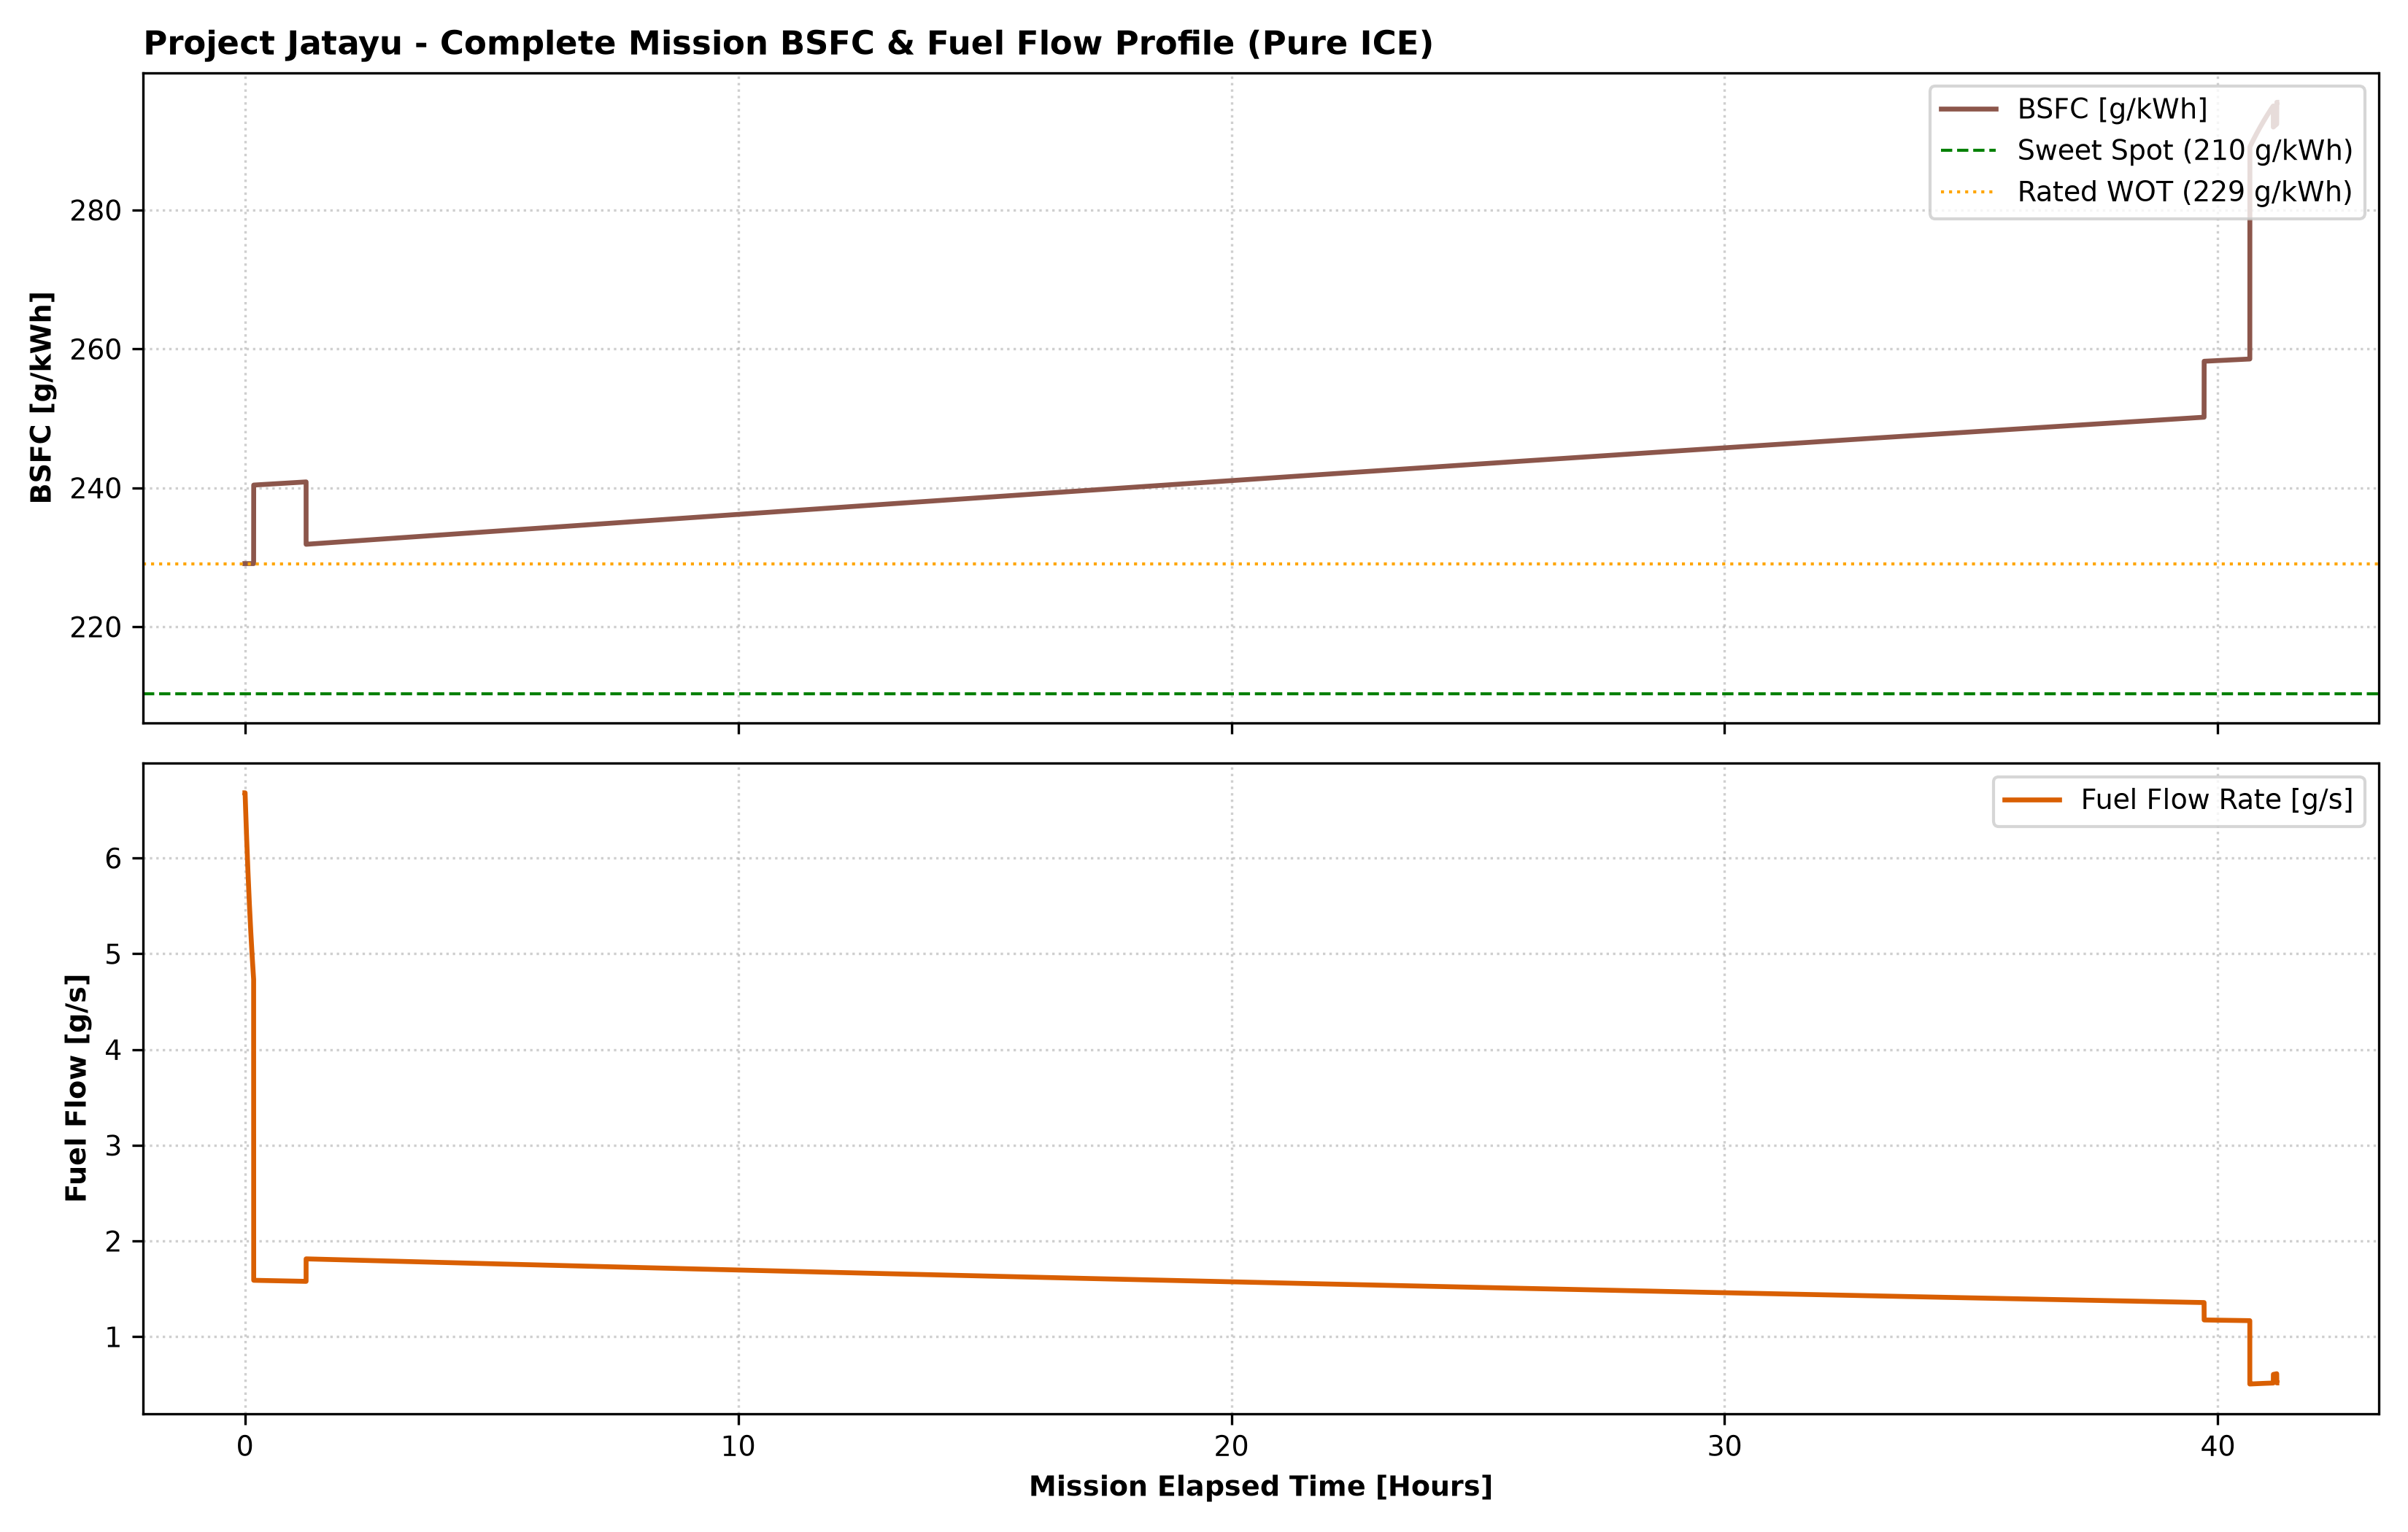 Project Jatayu - Complete Mission BSFC & Fuel Flow Profile (Pure ICE)
BSFC [g/kWh]
280
260
240
220
BSFC [g/kWh]
Sweet Spot (210 g/kWh)
Rated WOT (229 g/kWh)
Fuel Flow [g/s]
6
5
4
3
2
1
Fuel Flow Rate [g/s]
0 10 20 30 40
Mission Elapsed Time [Hours]